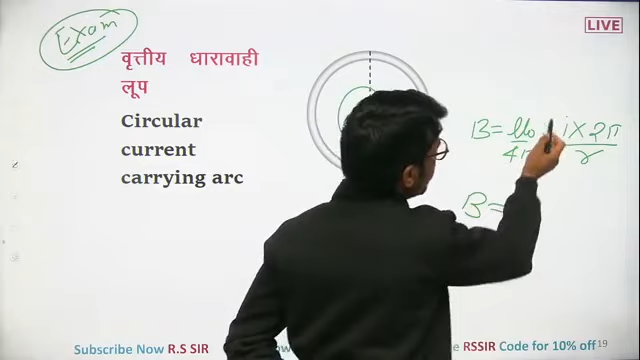 Exam
LIVE
वृत्तीय धारावाही
लूप
Circular
current
carrying arc
B = μ₀ i × 2π
4π r
B =
Subscribe Now R.S SIR
RSSIR Code for 10% off
19